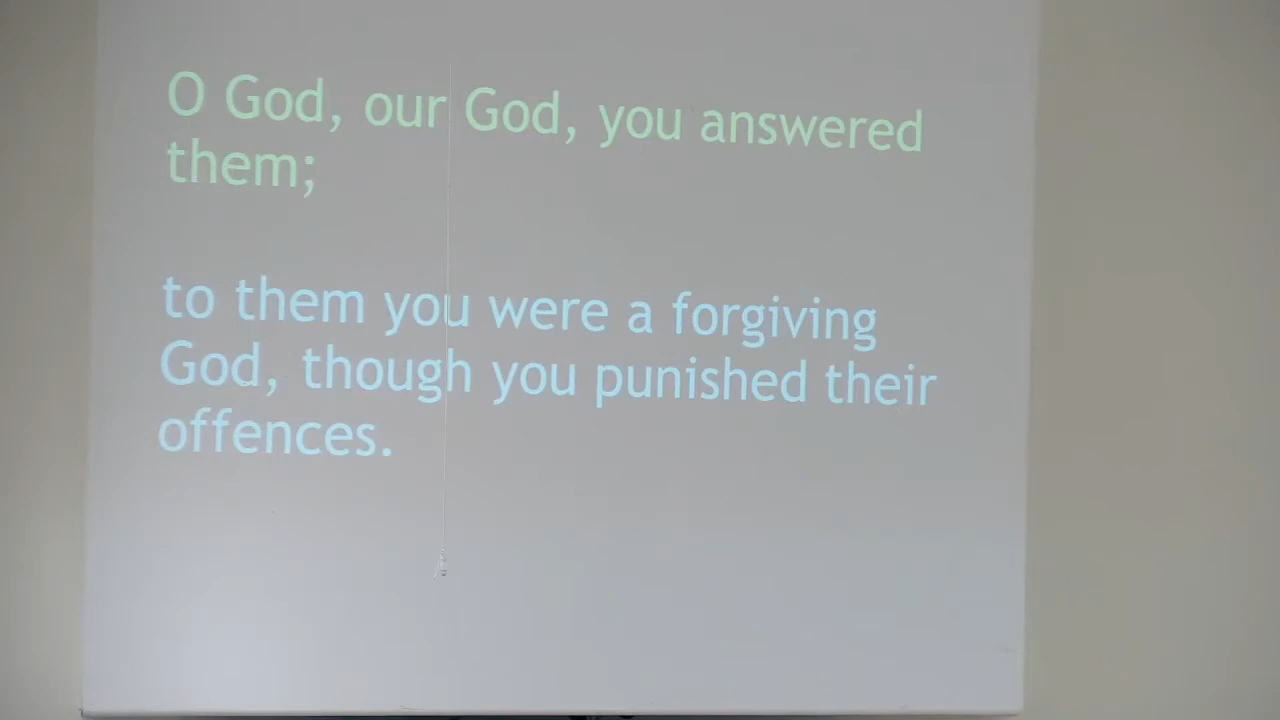 O God, our God, you answered
them;
to them you were a forgiving
God, though you punished their
offences.